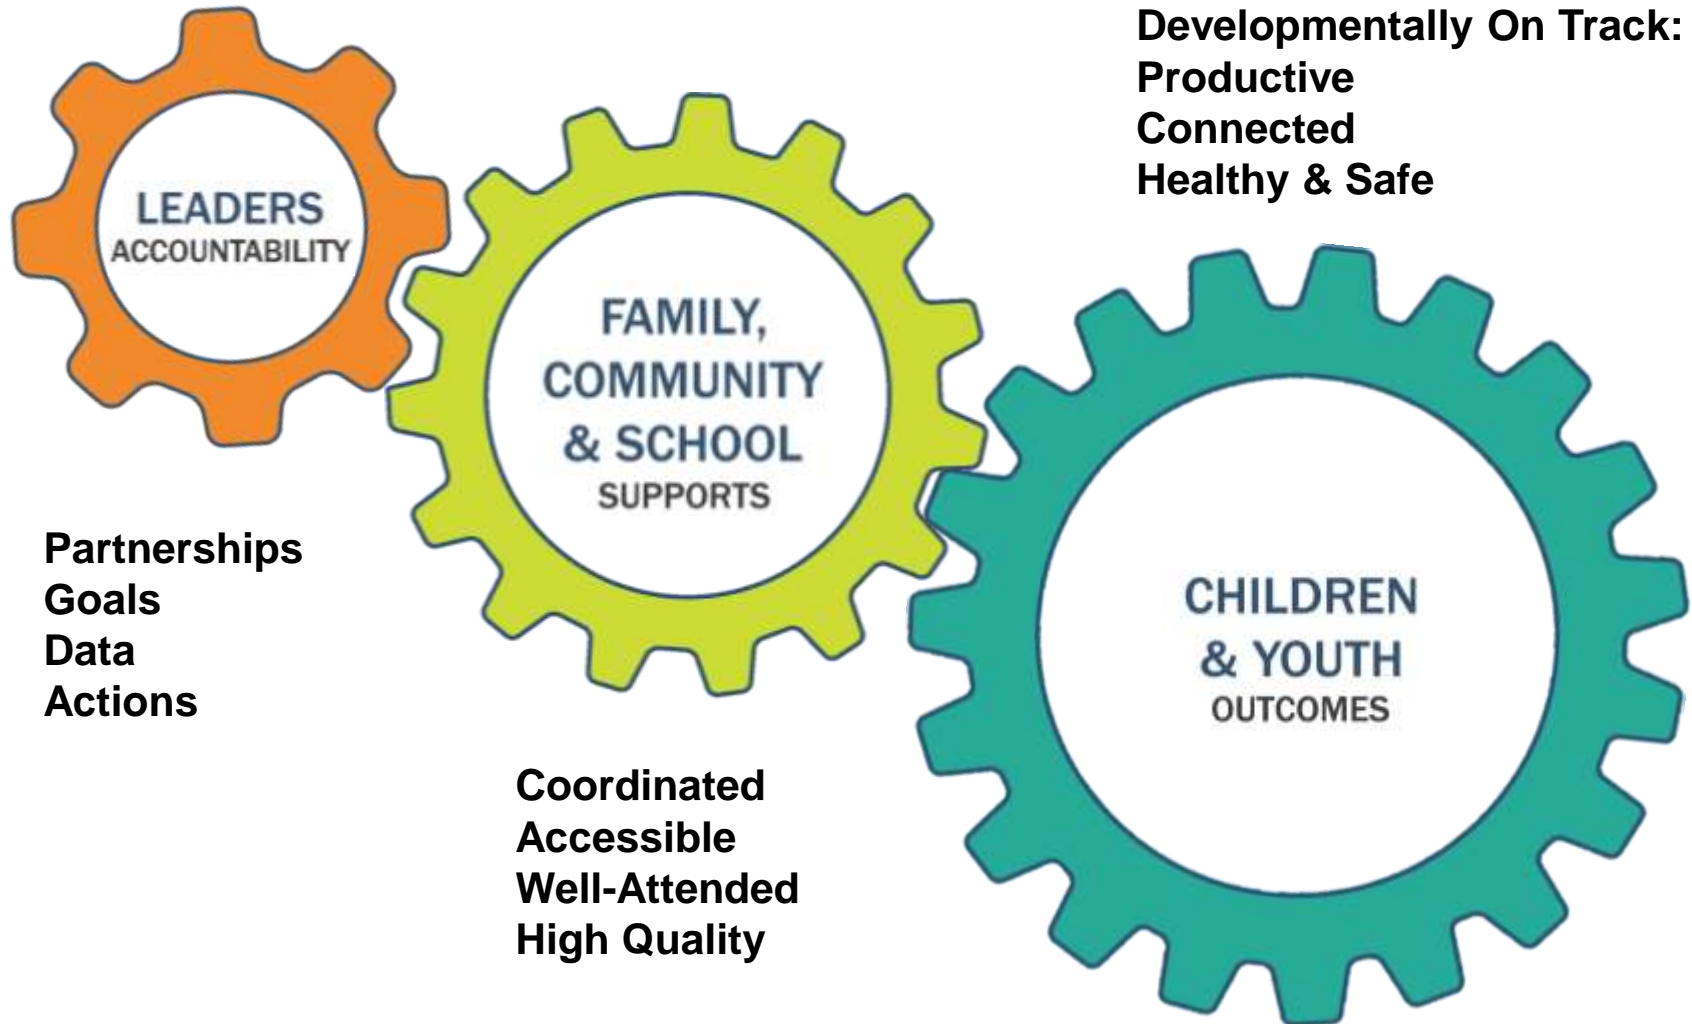 LEADERS
ACCOUNTABILITY
Partnerships
Goals
Data
Actions
FAMILY,
COMMUNITY
& SCHOOL
SUPPORTS
Coordinated
Accessible
Well-Attended
High Quality
Developmentally On Track:
Productive
Connected
Healthy & Safe
CHILDREN
& YOUTH
OUTCOMES